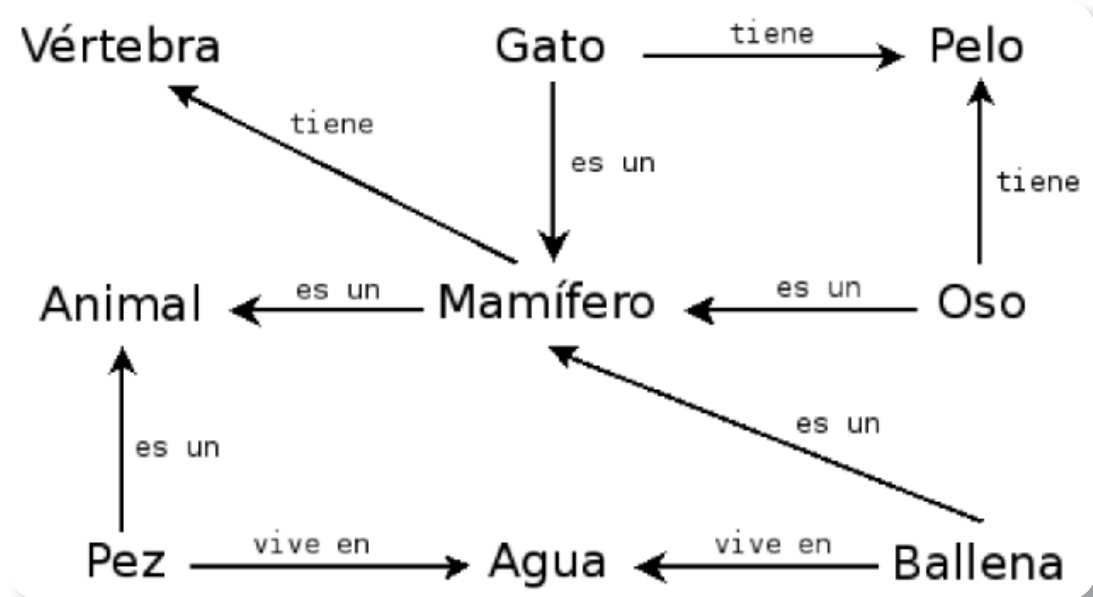 Vértebra
Gato
tiene
Pelo
tiene
es un
tiene
Animal
es un
Mamífero
es un
Oso
es un
es un
Pez
vive en
Agua
vive en
Ballena